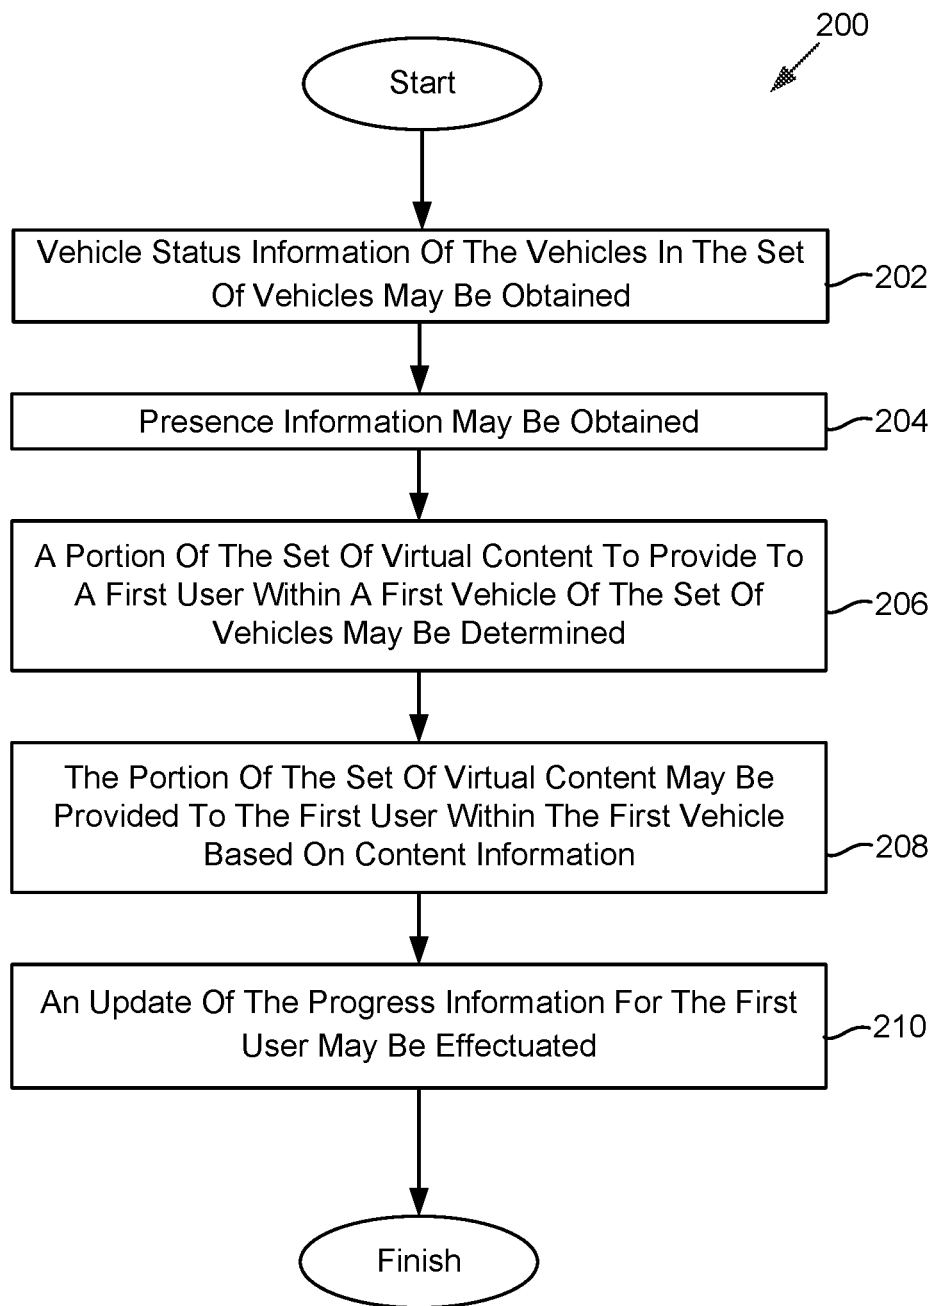 200
Start
Vehicle Status Information Of The Vehicles In The Set
Of Vehicles May Be Obtained
202
Presence Information May Be Obtained
204
A Portion Of The Set Of Virtual Content To Provide To
A First User Within A First Vehicle Of The Set Of
Vehicles May Be Determined
206
The Portion Of The Set Of Virtual Content May Be
Provided To The First User Within The First Vehicle
Based On Content Information
208
An Update Of The Progress Information For The First
User May Be Effectuated
210
Finish